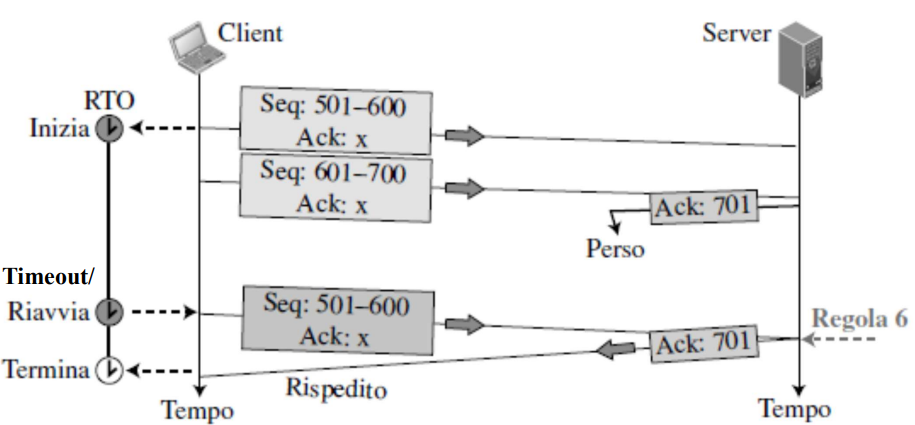 Client
Server
RTO
Inizia
Seq: 501–600
Ack: x
Seq: 601–700
Ack: x
Ack: 701
Perso
Timeout/
Riavvia
Seq: 501–600
Ack: x
Regola 6
Ack: 701
Termina
Rispedito
Tempo
Tempo